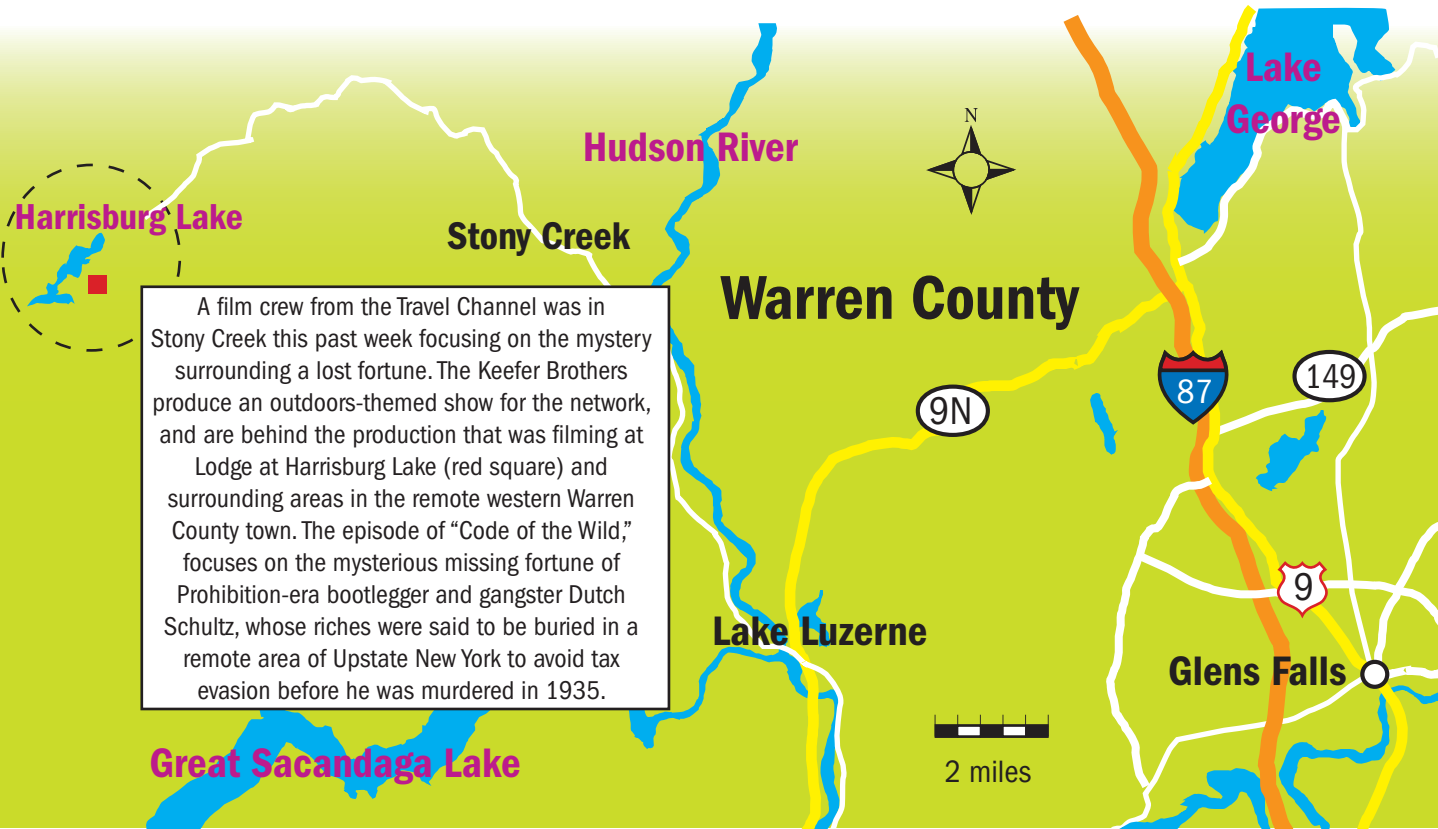 N
Lake
George
Hudson River
Harrisburg Lake
Stony Creek
Warren County
A film crew from the Travel Channel was in
Stony Creek this past week focusing on the mystery
surrounding a lost fortune. The Keefer Brothers
produce an outdoors-themed show for the network,
and are behind the production that was filming at
Lodge at Harrisburg Lake (red square) and
surrounding areas in the remote western Warren
County town. The episode of “Code of the Wild,”
focuses on the mysterious missing fortune of
Prohibition-era bootlegger and gangster Dutch
Schultz, whose riches were said to be buried in a
remote area of Upstate New York to avoid tax
evasion before he was murdered in 1935.
87
149
9N
9
Lake Luzerne
Glens Falls
Great Sacandaga Lake
2 miles